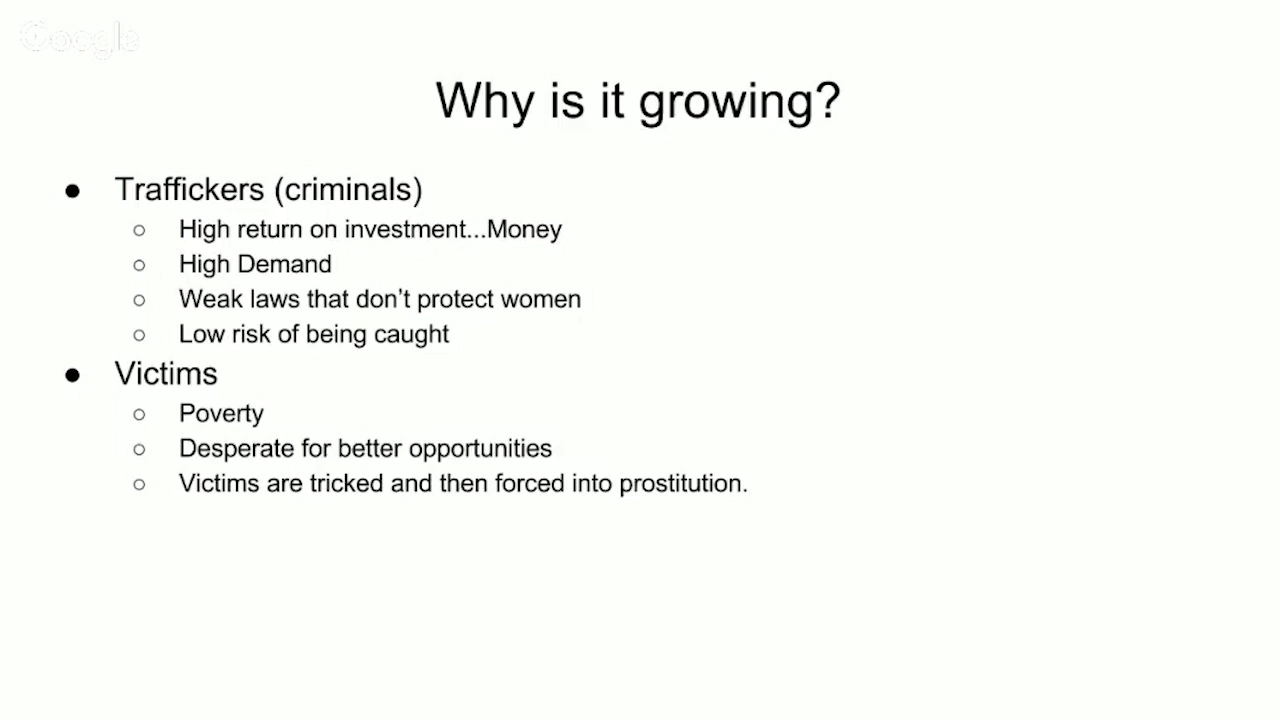 Google
Why is it growing?
● Traffickers (criminals)
○ High return on investment...Money
○ High Demand
○ Weak laws that don’t protect women
○ Low risk of being caught
● Victims
○ Poverty
○ Desperate for better opportunities
○ Victims are tricked and then forced into prostitution.